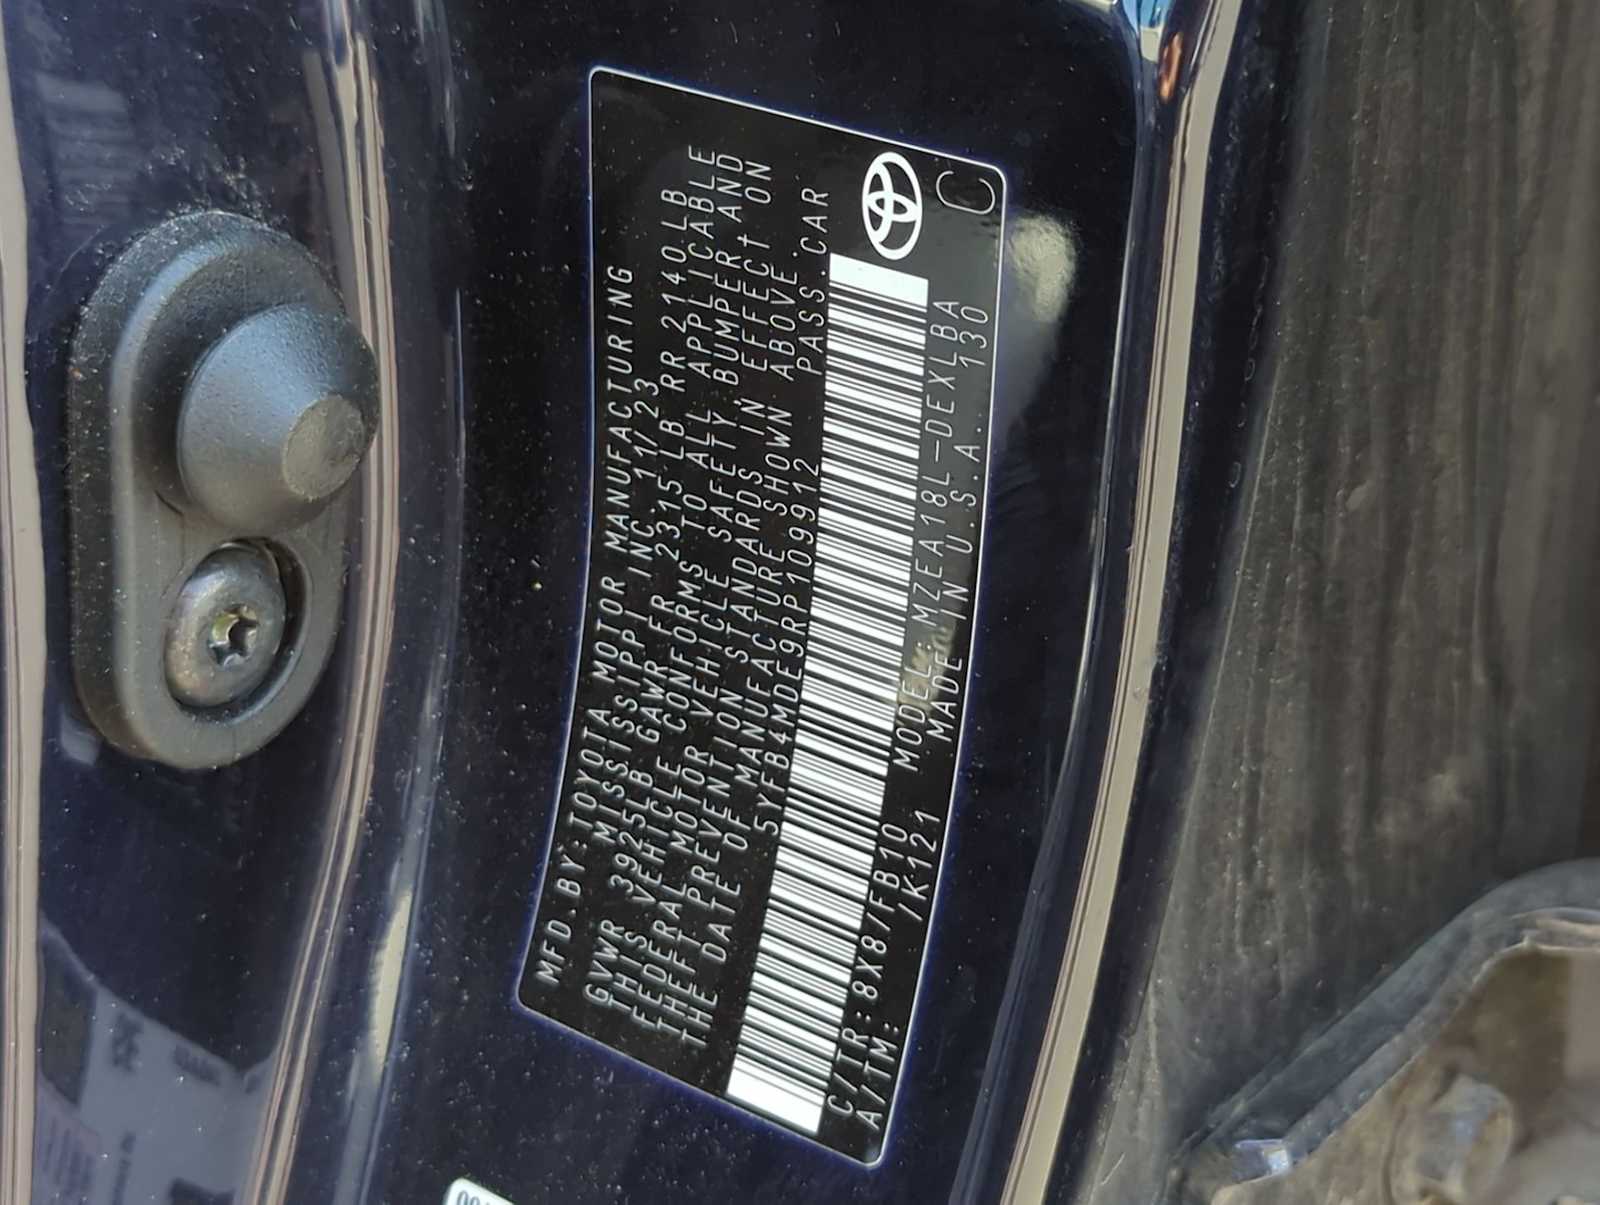 MFD.BY:TOYOTA MOTOR MANUFACTURING
MISSISSIPPI INC. 11/23
GVWR 3925LB GAWR FR 2315 LB RR 2140LB
THIS VEHICLE CONFORMS TO ALL APPLICABLE
FEDERAL MOTOR VEHICLE SAFETY, BUMPER AND
THEFT PREVENTION STANDARDS IN EFFECT ON
THE DATE OF MANUFACTURE SHOWN ABOVE.
5YFB4MDE9RP109912 PASS.CAR
C/TR:8X8/FB10 MODEL:MZEA18L-DEXLBA
A/TM: /K121 MADE IN U.S.A. 130
C